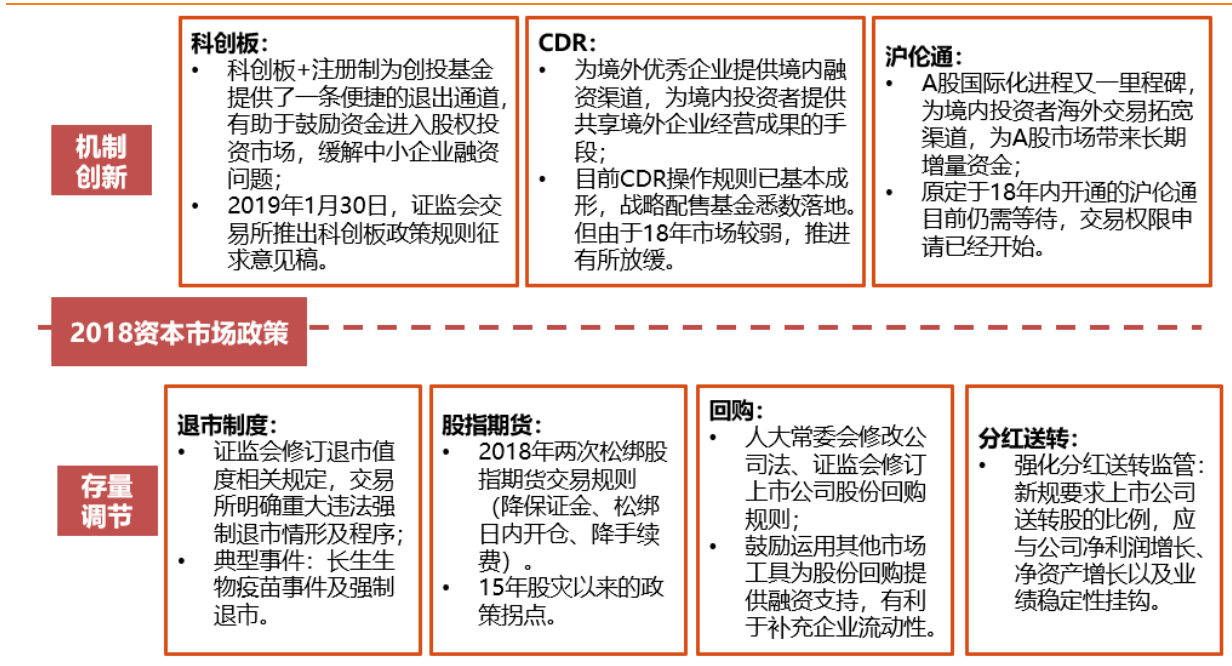 机制
创新
科创板：
• 科创板+注册制为创投基金
提供了一条便捷的退出通道，
有助于鼓励资金进入股权投
资市场，缓解中小企业融资
问题；
• 2019年1月30日，证监会交
易所推出科创板政策规则征
求意见稿。
CDR：
• 为境外优秀企业提供境内融
资渠道，为境内投资者提供
共享境外企业经营成果的手
段；
• 目前CDR操作规则已基本成
形，战略配售基金悉数落地。
但由于18年市场较弱，推进
有所放缓。
沪伦通：
• A股国际化进程又一里程碑，
为境内投资者海外交易拓宽
渠道，为A股市场带来长期
增量资金；
• 原定于18年内开通的沪伦通
目前仍需等待，交易权限申
请已经开始。
2018资本市场政策
存量
调节
退市制度：
• 证监会修订退市值
度相关规定，交易
所明确重大违法强
制退市情形及程序；
• 典型事件：长生生
物疫苗事件及强制
退市。
股指期货：
• 2018年两次松绑股
指期货交易规则
（降保证金、松绑
日内开仓、降手续
费）。
• 15年股灾以来的政
策拐点。
回购：
• 人大常委会修改公
司法、证监会修订
上市公司股份回购
规则；
• 鼓励运用其他市场
工具为股份回购提
供融资支持，有利
于补充企业流动性。
分红送转：
• 强化分红送转监管：
新规要求上市公司
送转股的比例，应
与公司净利润增长、
净资产增长以及业
绩稳定性挂钩。